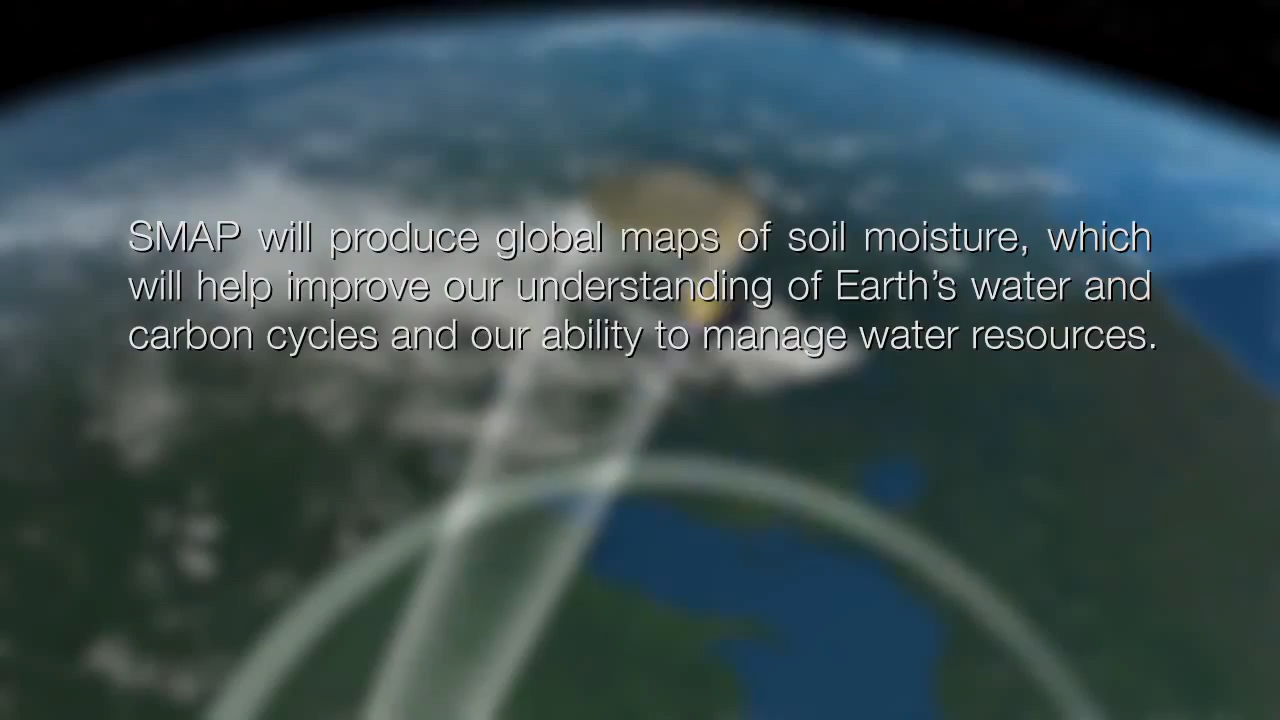 SMAP will produce global maps of soil moisture, which
will help improve our understanding of Earth’s water and
carbon cycles and our ability to manage water resources.